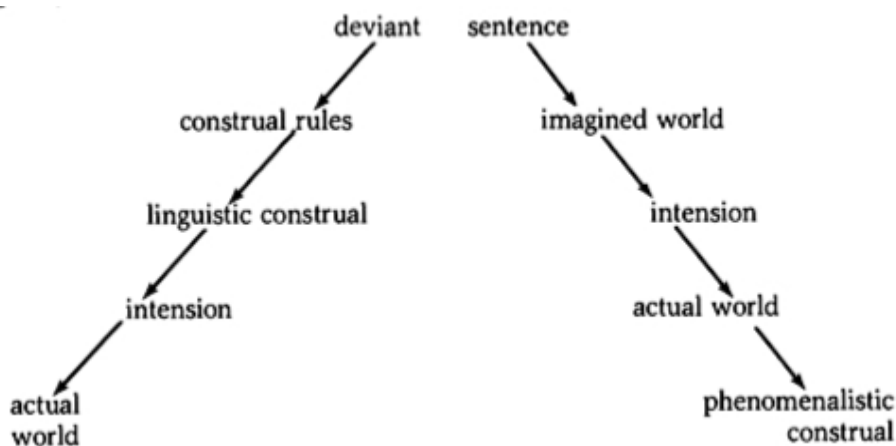 deviant sentence
construal rules imagined world
linguistic construal intension
intension actual world
actual phenomenalistic
world construal